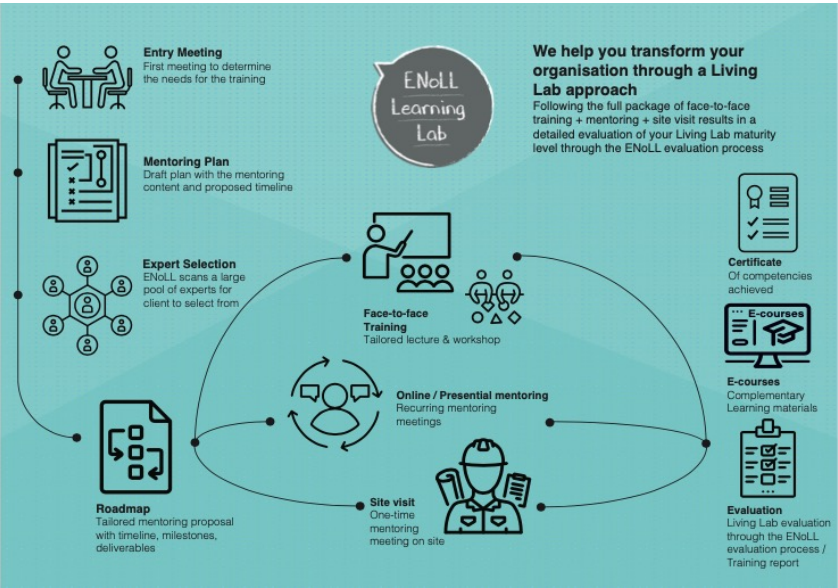 Entry Meeting
First meeting to determine
the needs for the training
Mentoring Plan
Draft plan with the mentoring
content and proposed timeline
Expert Selection
ENoLL scans a large
pool of experts for
client to select from
Roadmap
Tailored mentoring proposal
with timeline, milestones,
deliverables
ENoLL
Learning
Lab
We help you transform your
organisation through a Living
Lab approach
Following the full package of face-to-face
training + mentoring + site visit results in a
detailed evaluation of your Living Lab maturity
level through the ENoLL evaluation process
Face-to-face
Training
Tailored lecture & workshop
Online / Presential mentoring
Recurring mentoring
meetings
Site visit
One-time
mentoring
meeting on site
Certificate
Of competencies
achieved
E-courses
E-courses
Complementary
Learning materials
Evaluation
Living Lab evaluation
through the ENoLL
evaluation process /
Training report